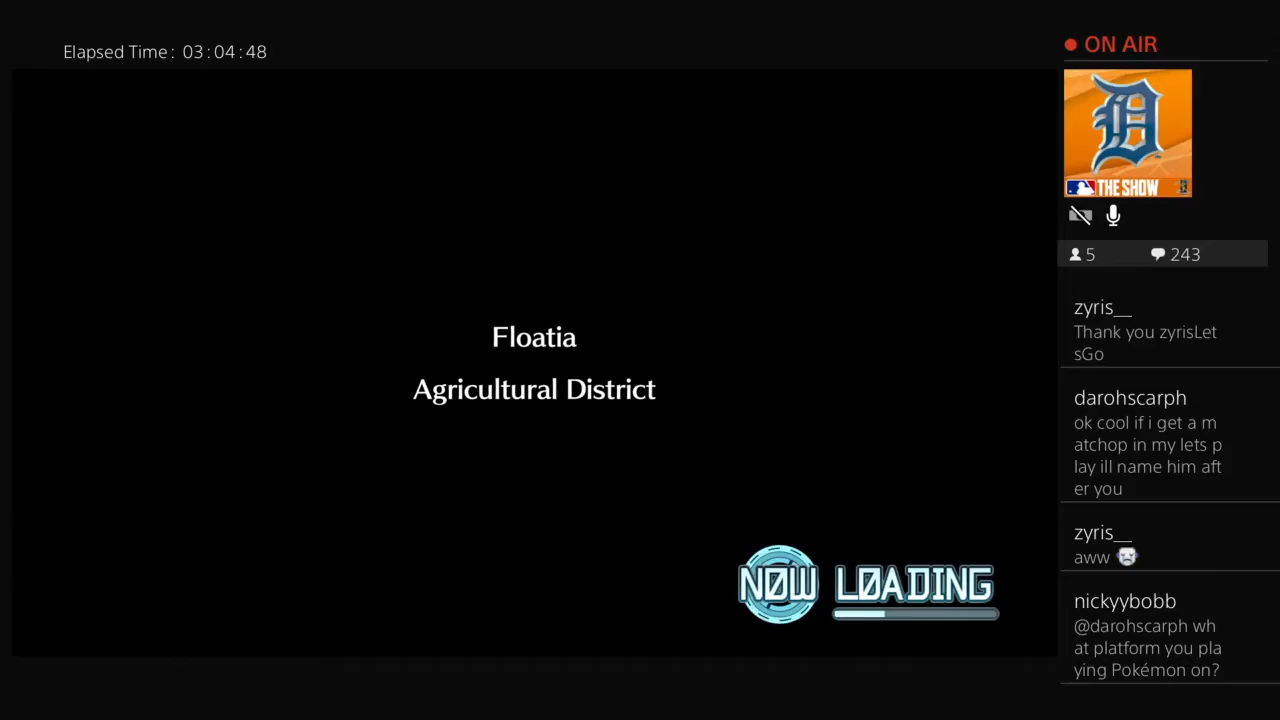 Elapsed Time: 03:04:48
ON AIR
D
THE SHOW
5 243
zyris__
Thank you zyrisLet
sGo
darohscarph
ok cool if i get a m
atchop in my lets p
lay ill name him aft
er you
zyris__
aww
nickyybobb
@darohscarph wh
at platform you pla
ying Pokémon on?
Floatia
Agricultural District
NOW LOADING